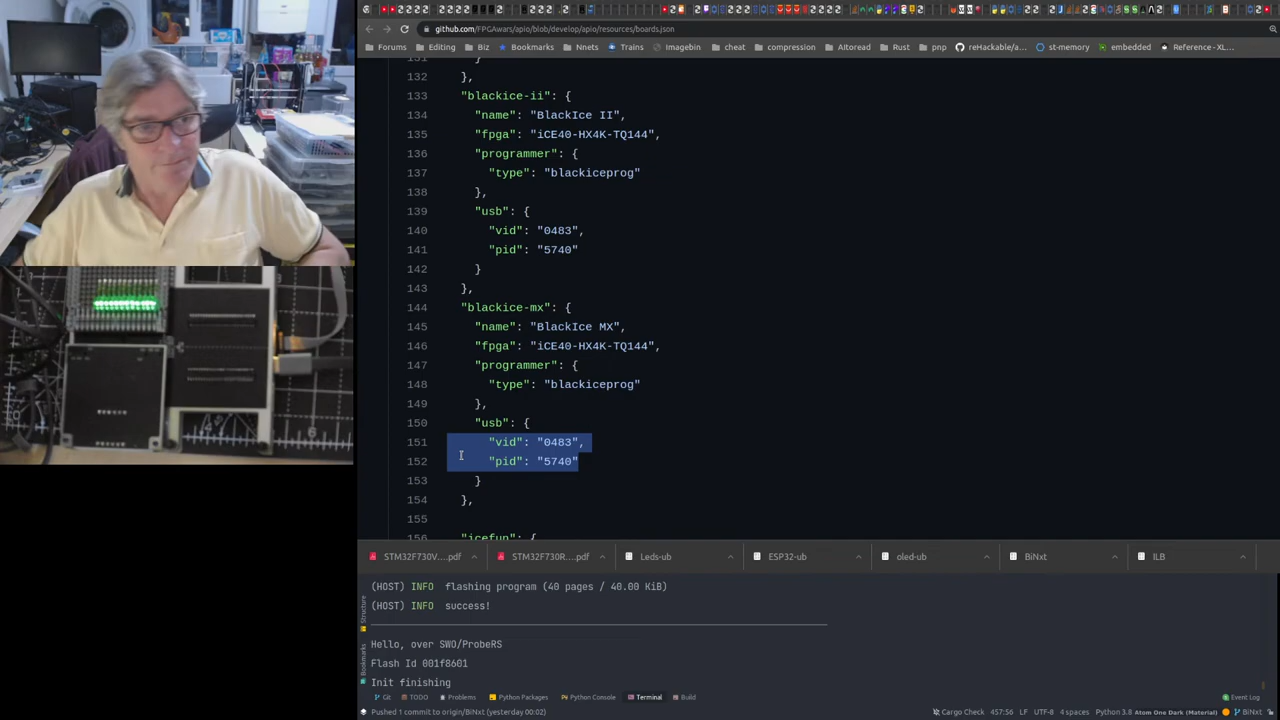 github.com/FPGAwars/apio/blob/develop/apio/resources/boards.json
Forums Editing Biz Bookmarks Nnets Trains Imagebin cheat compression AItoread Rust pnp reHackable/a... st-memory embedded Reference - XL...
131 }
132 },
133 "blackice-ii": {
134 "name": "BlackIce II",
135 "fpga": "iCE40-HX4K-TQ144",
136 "programmer": {
137 "type": "blackiceprog"
138 },
139 "usb": {
140 "vid": "0483",
141 "pid": "5740"
142 }
143 },
144 "blackice-mx": {
145 "name": "BlackIce MX",
146 "fpga": "iCE40-HX4K-TQ144",
147 "programmer": {
148 "type": "blackiceprog"
149 },
150 "usb": {
151 "vid": "0483",
152 "pid": "5740"
153 }
154 },
155
156 "icefun": {
STM32F730V....pdf STM32F730R....pdf Leds-ub ESP32-ub oled-ub BiNxt ILB
(HOST) INFO flashing program (40 pages / 40.00 KiB)
(HOST) INFO success!
Hello, over SWO/ProbeRS
Flash Id 001f8601
Init finishing
Structure
Bookmarks
Git TODO Problems Python Packages Python Console Terminal Build Event Log
Pushed 1 commit to origin/BiNxt (yesterday 00:02) Cargo Check 457:56 LF UTF-8 4 spaces Python 3.8 Atom One Dark (Material) BiNxt